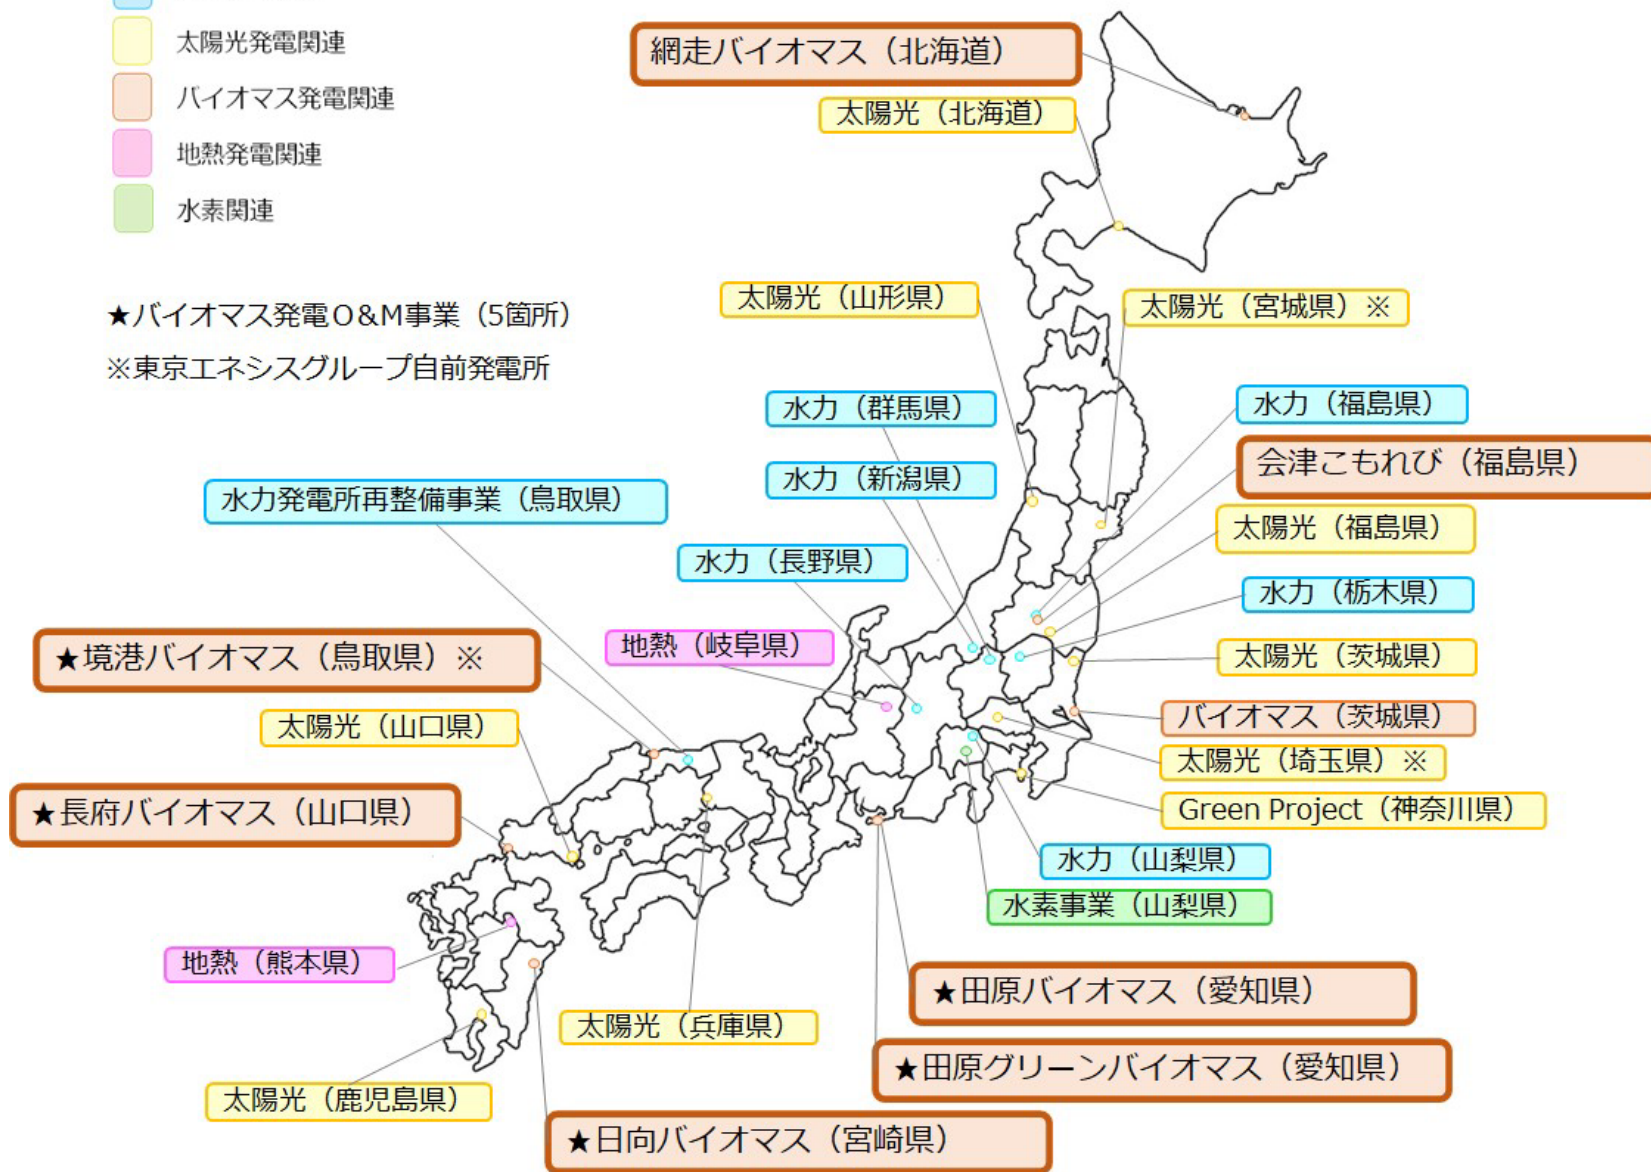 太陽光発電関連
バイオマス発電関連
地熱発電関連
水素関連
★バイオマス発電O&M事業（5箇所）
※東京エネシスグループ自前発電所
網走バイオマス（北海道）
太陽光（北海道）
太陽光（山形県）
太陽光（宮城県）※
水力（群馬県）
水力（福島県）
会津こもれび（福島県）
水力（新潟県）
水力発電所再整備事業（鳥取県）
太陽光（福島県）
水力（長野県）
水力（栃木県）
地熱（岐阜県）
★境港バイオマス（鳥取県）※
太陽光（茨城県）
太陽光（山口県）
バイオマス（茨城県）
太陽光（埼玉県）※
★長府バイオマス（山口県）
Green Project（神奈川県）
水力（山梨県）
水素事業（山梨県）
地熱（熊本県）
★田原バイオマス（愛知県）
太陽光（兵庫県）
★田原グリーンバイオマス（愛知県）
太陽光（鹿児島県）
★日向バイオマス（宮崎県）